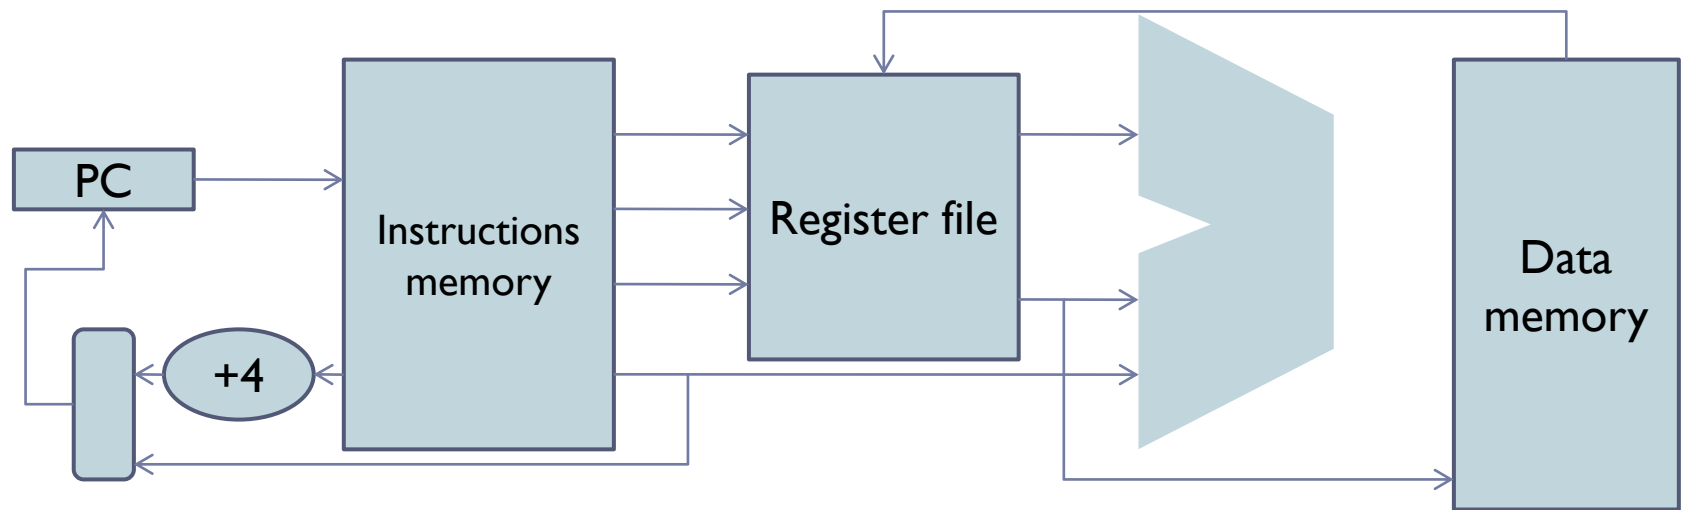 PC
Instructions
memory
+4
Register file
Data
memory